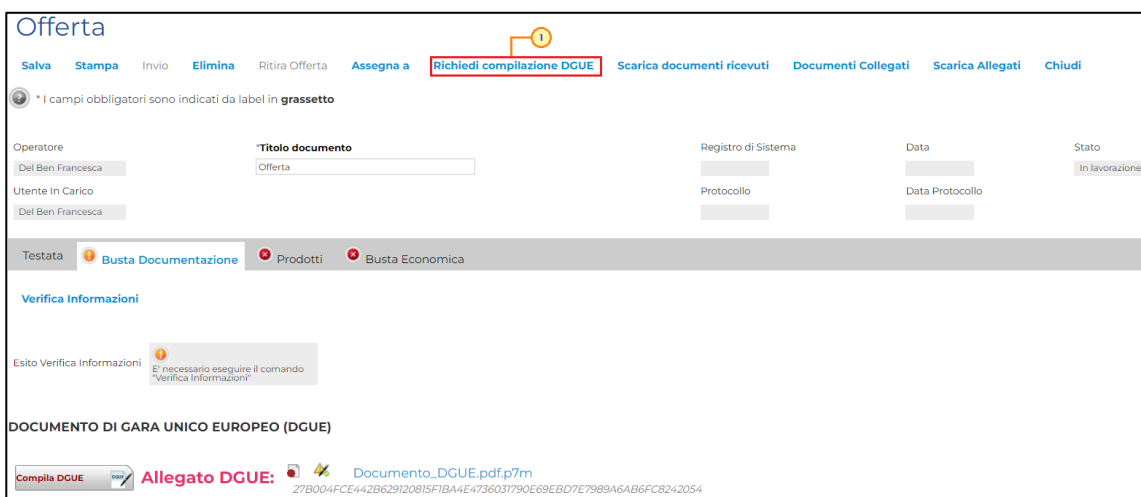 Offerta
1
Salva Stampa Invio Elimina Ritira Offerta Assegna a Richiedi compilazione DGUE Scarica documenti ricevuti Documenti Collegati Scarica Allegati Chiudi
* I campi obbligatori sono indicati da label in grassetto
Operatore *Titolo documento Registro di Sistema Data Stato
Del Ben Francesca Offerta In lavorazione
Utente In Carico Protocollo Data Protocollo
Del Ben Francesca
Testata Busta Documentazione Prodotti Busta Economica
Verifica Informazioni
Esito Verifica Informazioni
E' necessario eseguire il comando
"Verifica Informazioni"
DOCUMENTO DI GARA UNICO EUROPEO (DGUE)
Compila DGUE DGUE Allegato DGUE: Documento_DGUE.pdf.p7m
27B004FCE442B629120815F1BA4E4736031790E69EBD7E7989A6AB6FC8242054